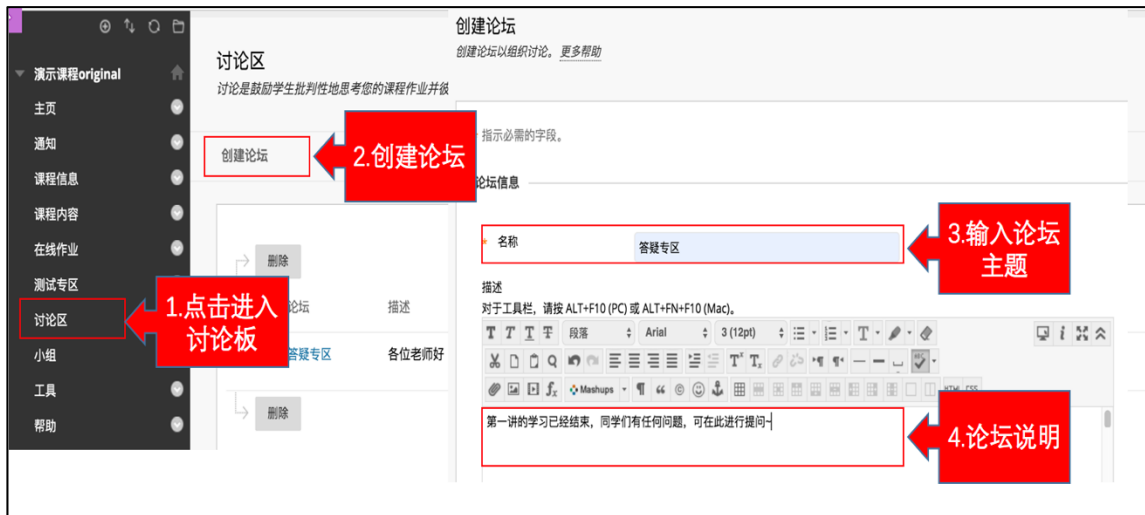 演示课程original
主页
通知
课程信息
课程内容
在线作业
测试专区
讨论区
小组
工具
帮助
1.点击进入
讨论板
讨论区
讨论是鼓励学生批判性地思考您的课程作业并彼
创建论坛
2.创建论坛
删除
论坛
描述
答疑专区
各位老师好
删除
创建论坛
创建论坛以组织讨论。更多帮助
指示必需的字段。
论坛信息
* 名称
答疑专区
3.输入论坛
主题
描述
对于工具栏，请按 ALT+F10 (PC) 或 ALT+FN+F10 (Mac)。
T T T T 段落 Arial 3 (12pt) T
Mashups
HTML CSS
第一讲的学习已经结束，同学们有任何问题，可在此进行提问~
4.论坛说明